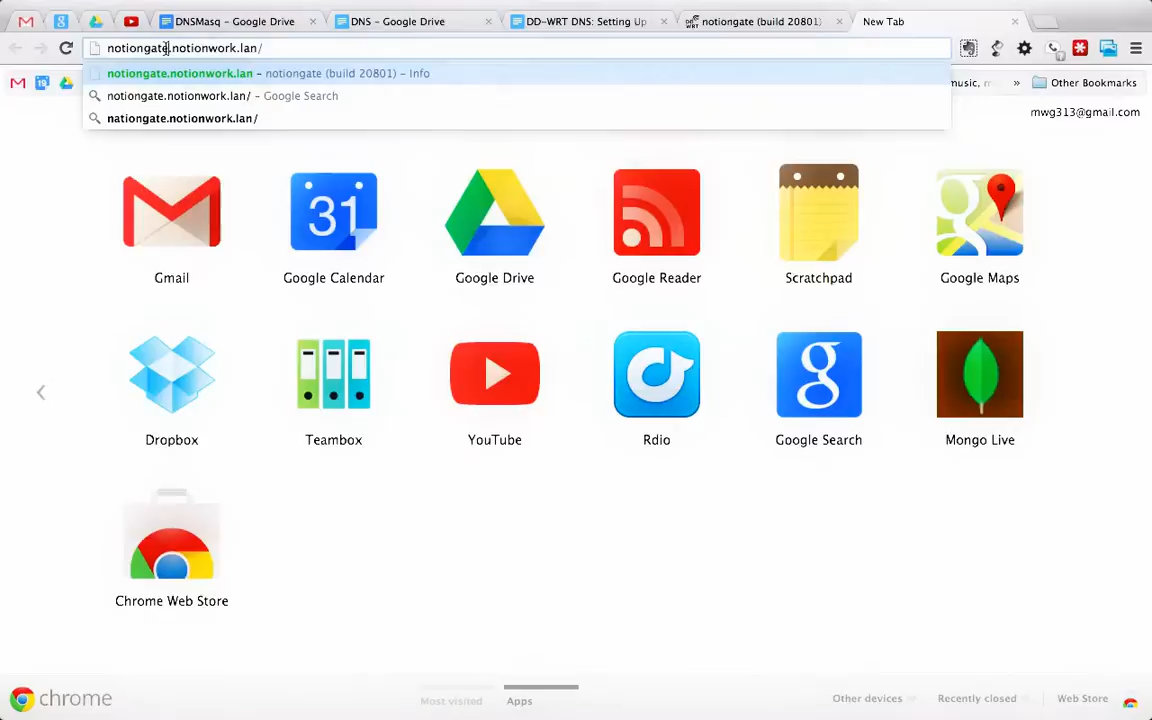 DNSMasq – Google Drive
DNS – Google Drive
DD-WRT DNS: Setting Up
notiongate (build 20801)
New Tab
notiongate.notionwork.lan/
notiongate.notionwork.lan – notiongate (build 20801) – Info
notiongate.notionwork.lan/ – Google Search
nationgate.notionwork.lan/
music, m
»
Other Bookmarks
mwg313@gmail.com
31
Gmail
Google Calendar
Google Drive
Google Reader
Scratchpad
Google Maps
Dropbox
Teambox
YouTube
Rdio
Google Search
Mongo Live
Chrome Web Store
chrome
Most visited
Apps
Other devices
Recently closed
Web Store